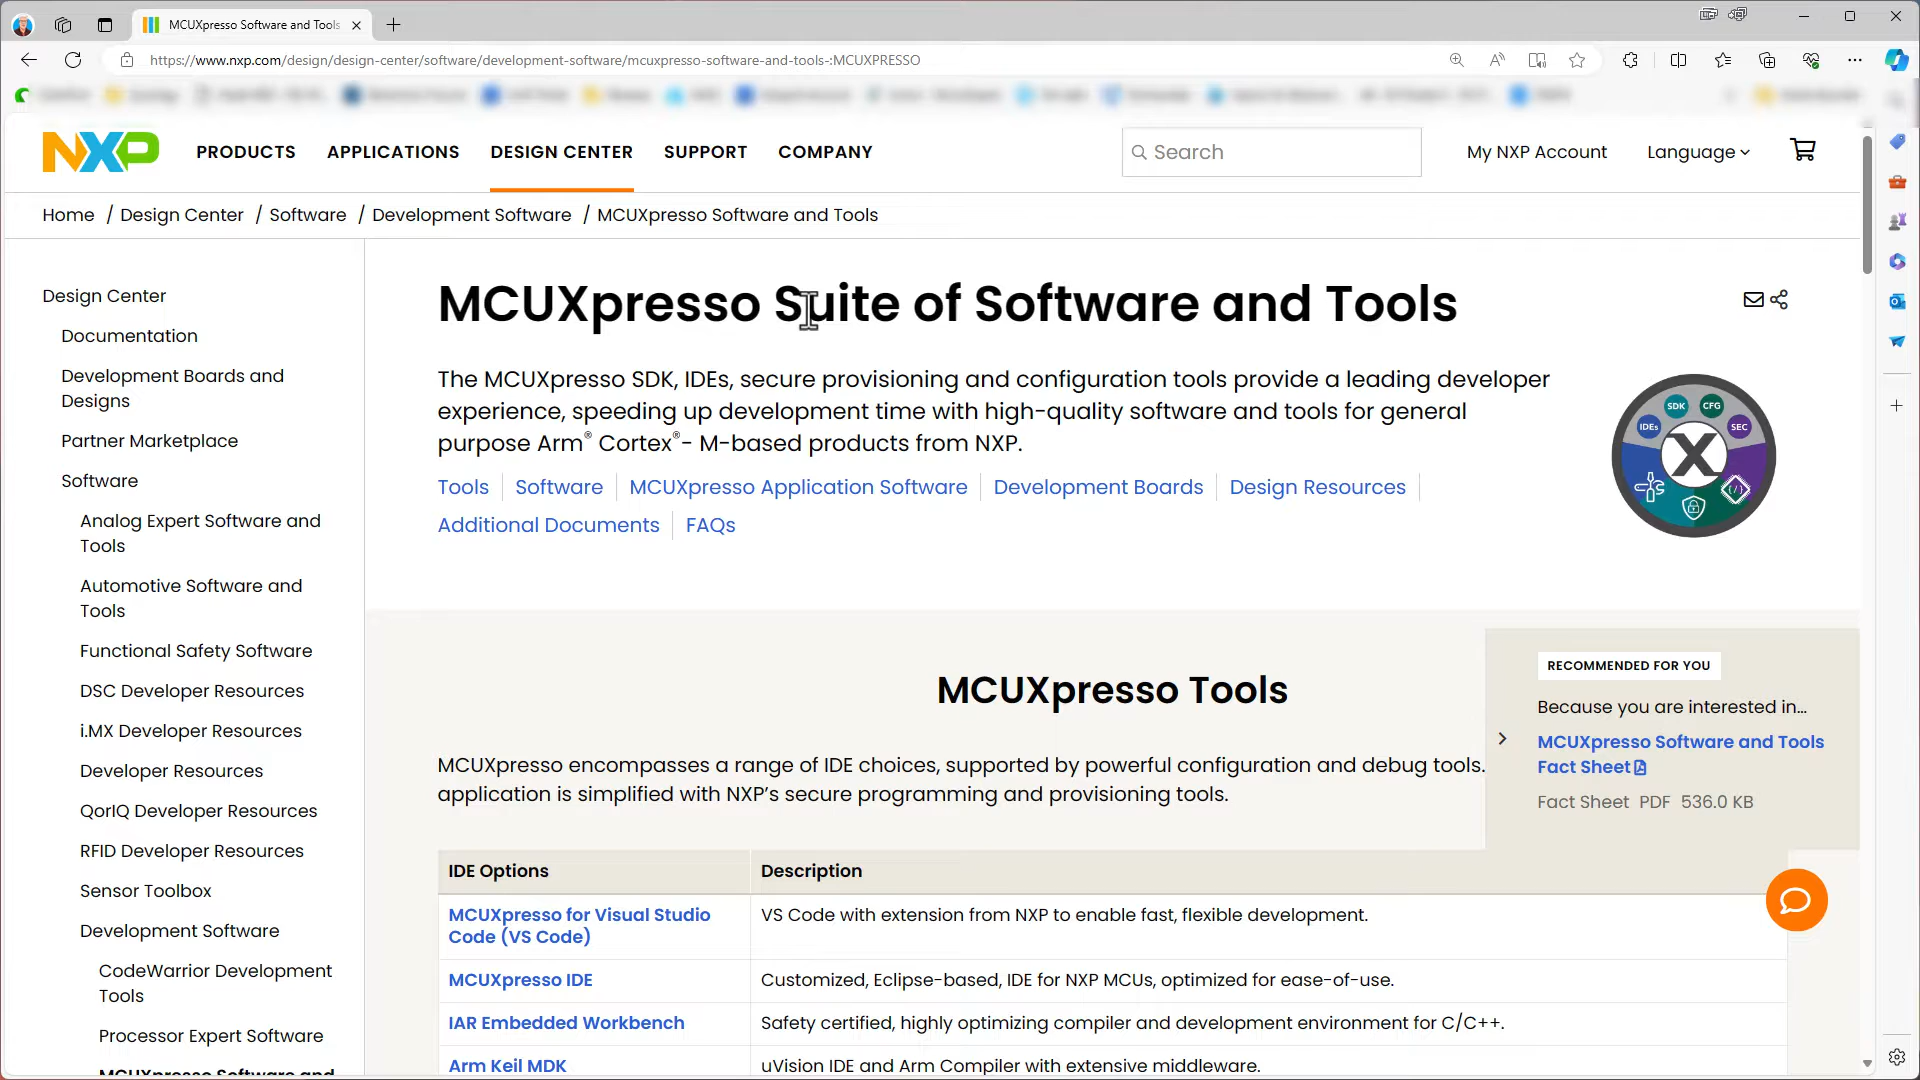 MCUXpresso Software and Tools
https://www.nxp.com/design/design-center/software/development-software/mcuxpresso-software-and-tools-:MCUXPRESSO
NXP
PRODUCTS
APPLICATIONS
DESIGN CENTER
SUPPORT
COMPANY
Search
My NXP Account
Language
Home / Design Center / Software / Development Software / MCUXpresso Software and Tools
Design Center
Documentation
Development Boards and
Designs
Partner Marketplace
Software
Analog Expert Software and
Tools
Automotive Software and
Tools
Functional Safety Software
DSC Developer Resources
i.MX Developer Resources
Developer Resources
QorIQ Developer Resources
RFID Developer Resources
Sensor Toolbox
Development Software
CodeWarrior Development
Tools
Processor Expert Software
MCUXpresso Software and
MCUXpresso Suite of Software and Tools
The MCUXpresso SDK, IDEs, secure provisioning and configuration tools provide a leading developer
experience, speeding up development time with high-quality software and tools for general
purpose Arm® Cortex®- M-based products from NXP.
Tools
Software
MCUXpresso Application Software
Development Boards
Design Resources
Additional Documents
FAQs
IDEs
SDK
CFG
SEC
X
MCUXpresso Tools
MCUXpresso encompasses a range of IDE choices, supported by powerful configuration and debug tools.
application is simplified with NXP’s secure programming and provisioning tools.
RECOMMENDED FOR YOU
Because you are interested in...
MCUXpresso Software and Tools
Fact Sheet
Fact Sheet PDF 536.0 KB
IDE Options
Description
MCUXpresso for Visual Studio
Code (VS Code)
VS Code with extension from NXP to enable fast, flexible development.
MCUXpresso IDE
Customized, Eclipse-based, IDE for NXP MCUs, optimized for ease-of-use.
IAR Embedded Workbench
Safety certified, highly optimizing compiler and development environment for C/C++.
Arm Keil MDK
uVision IDE and Arm Compiler with extensive middleware.